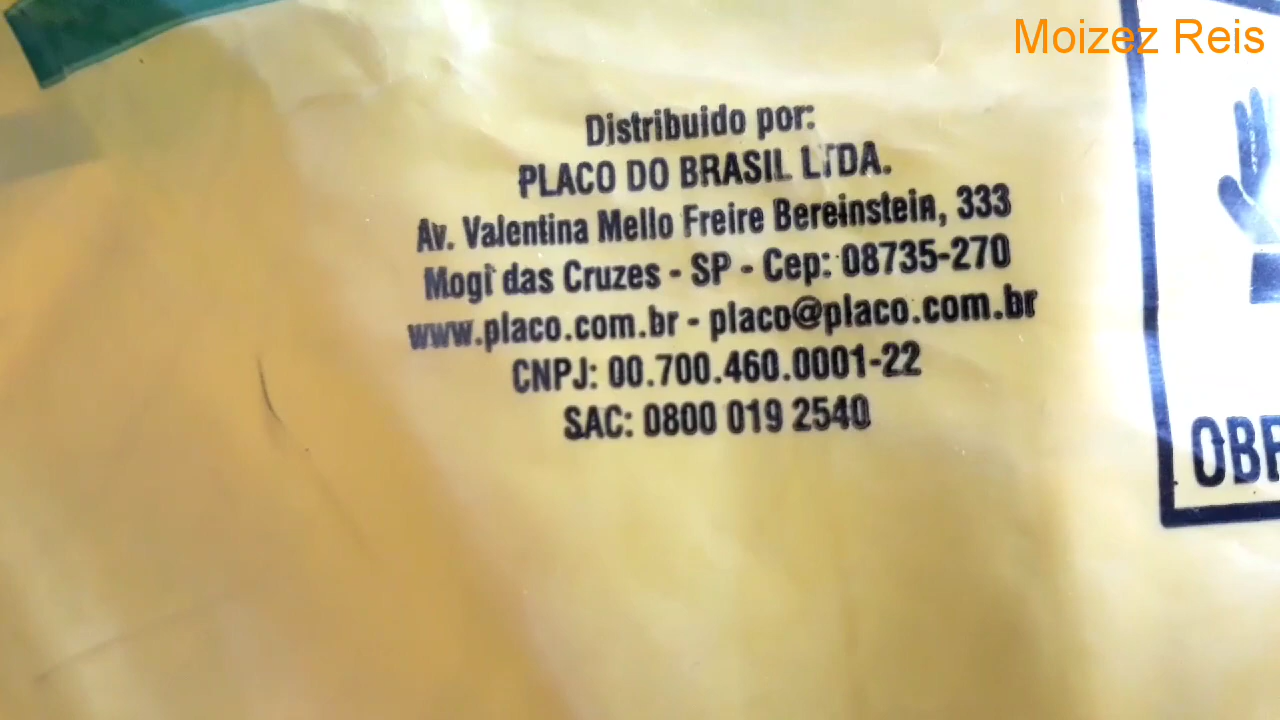 Moizez Reis
Distribuido por:
PLACO DO BRASIL LTDA.
Av. Valentina Mello Freire Bereinstein, 333
Mogi das Cruzes - SP - Cep: 08735-270
www.placo.com.br - placo@placo.com.br
CNPJ: 00.700.460.0001-22
SAC: 0800 019 2540